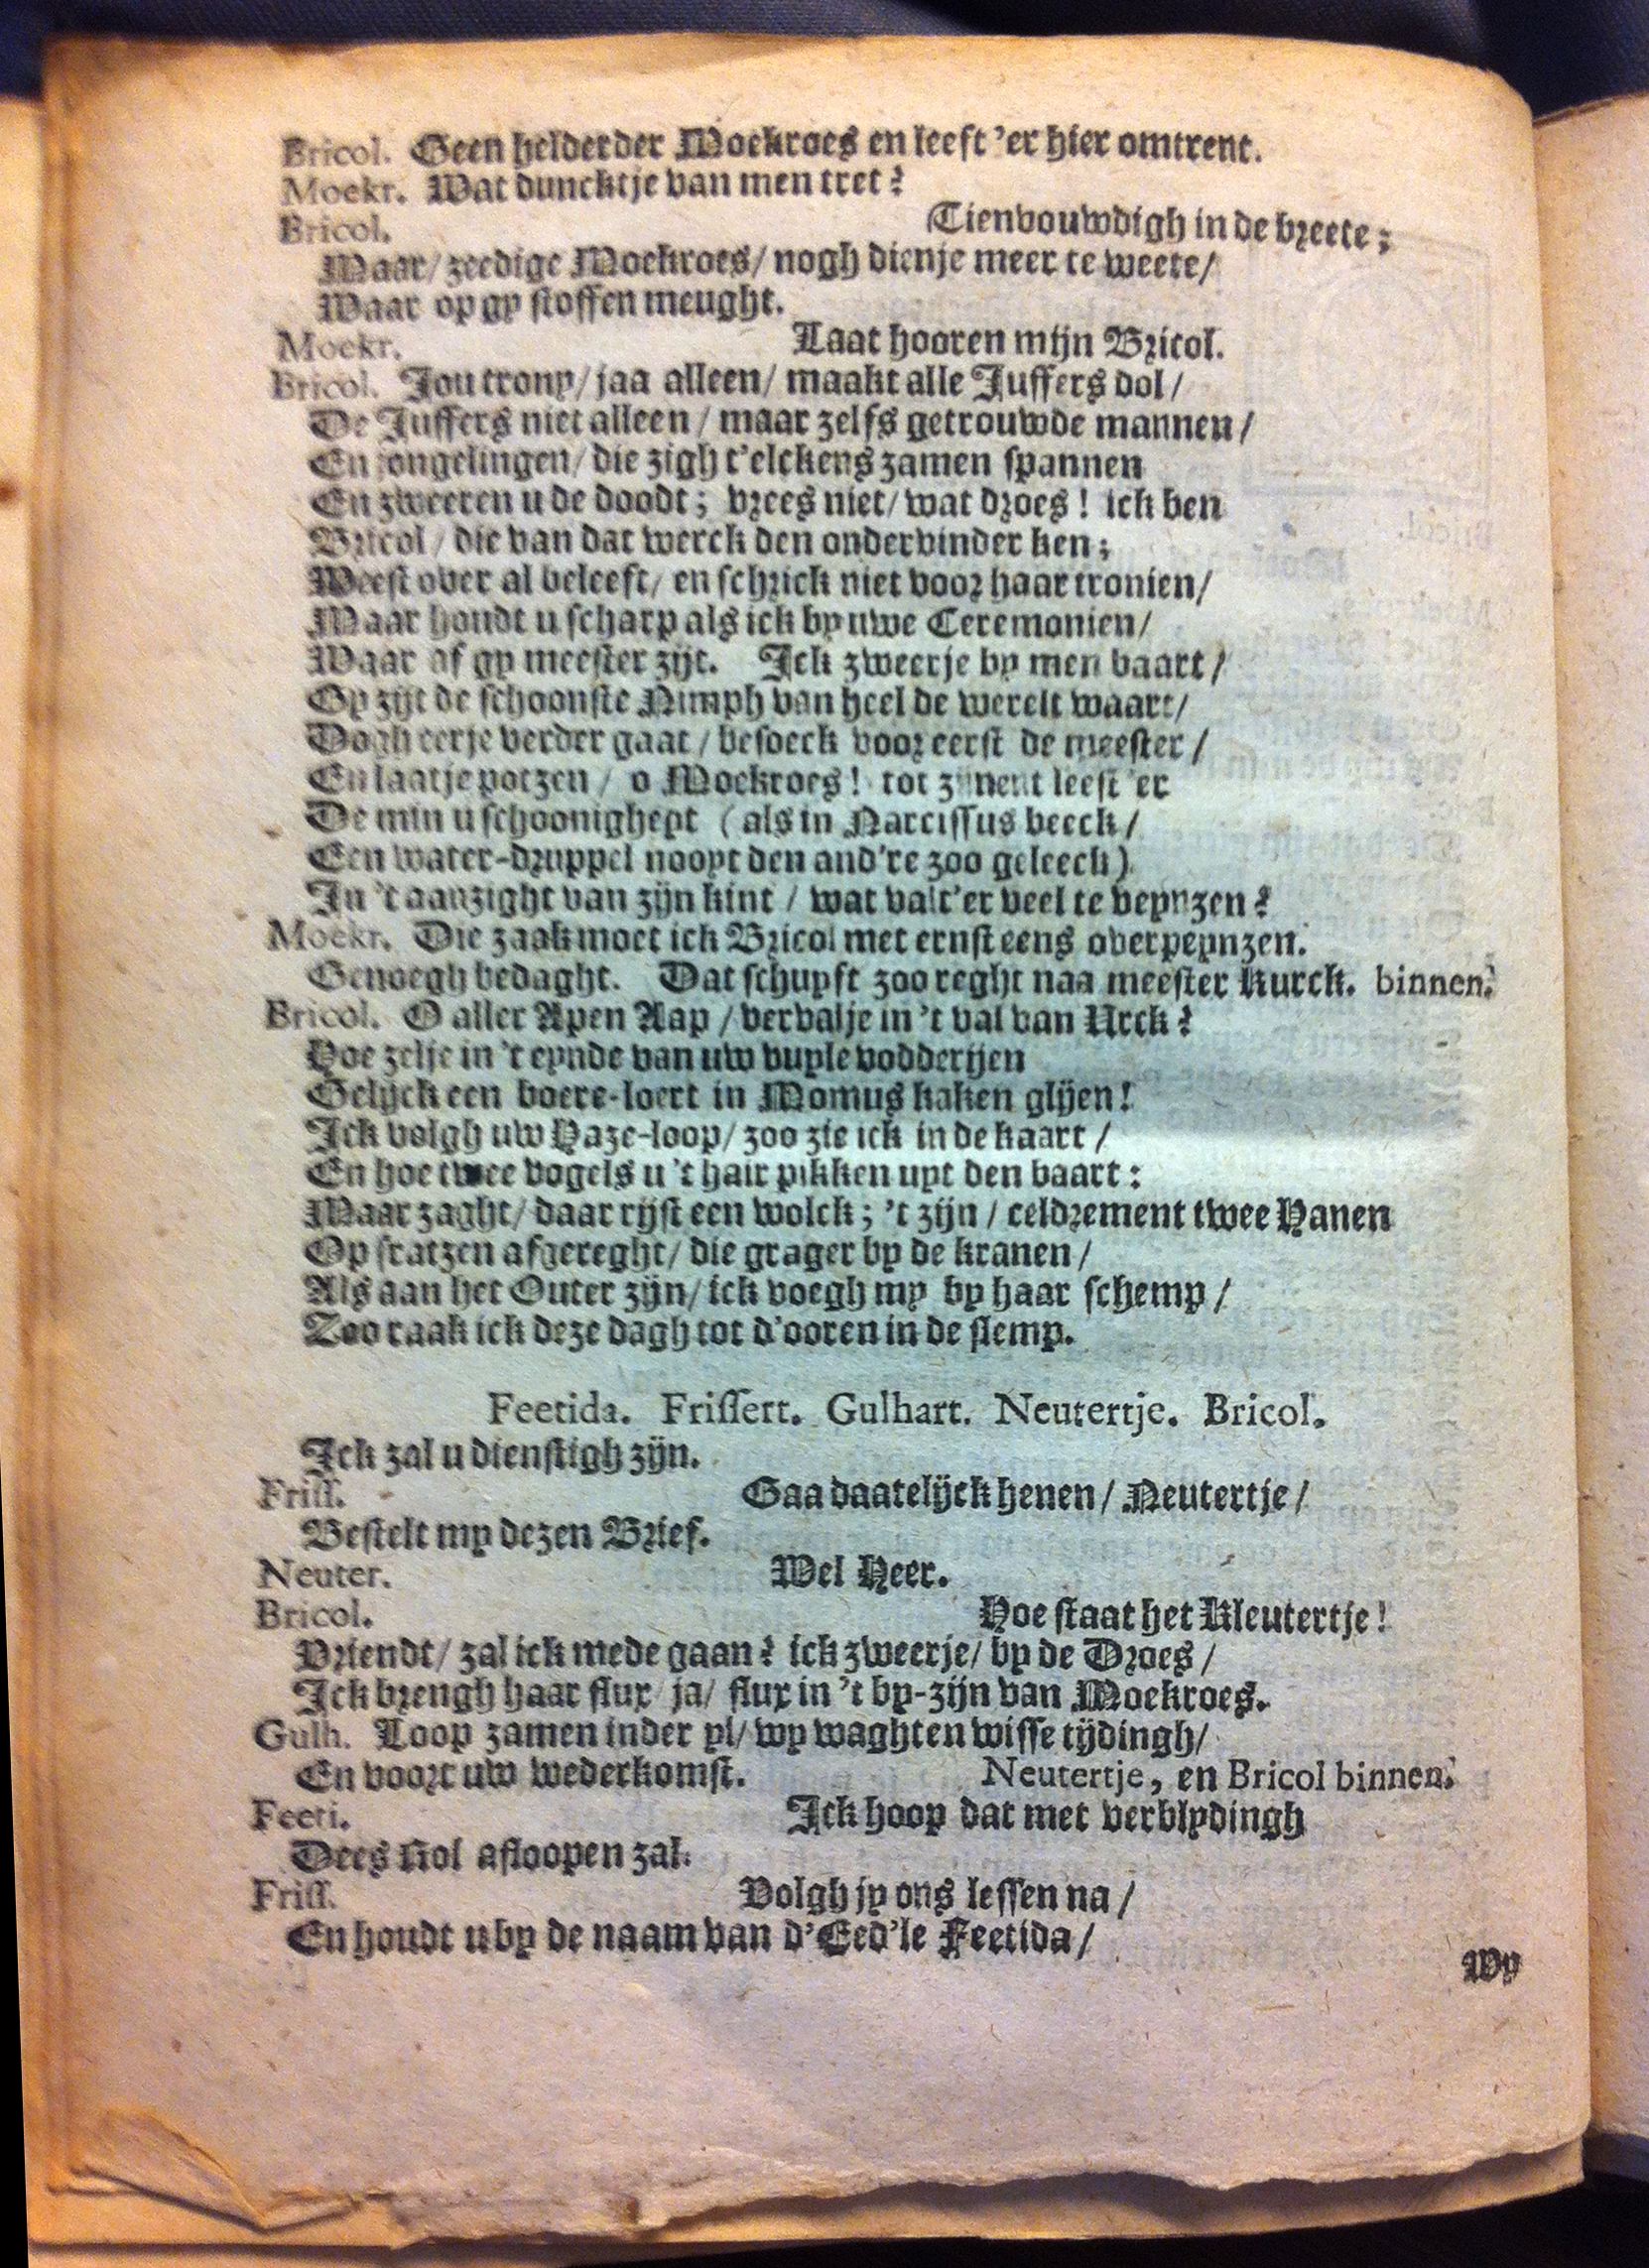 Bricol. Geen helderder Moekroes en leeft 'er hier omtrent.
Moekr. Wat duncktje van men tret?
Bricol. Tienvouwdigh in de breete;
Maar/ zeedige Moekroes/ nogh dienje meer te weete/
Waar op gy stoffen meught.
Moekr. Laat hooren mijn Bricol.
Bricol. Jou trony/ jaa alleen/ maakt alle Juffers dol/
De Juffers niet alleen/ maar zelfs getrouwde mannen/
En jongelingen/ die zigh t'elckens zamen spannen
En zweeren u de doodt; vrees niet/ wat droes! ick ben
Bricol/ die van dat werck den ondervinder ken;
Weest over al beleeft/ en schrick niet voor haar tronien/
Maar houdt u scharp als ick by uwe Ceremonien/
Waar af gy meester zijt. Ick zweerje by men baart/
Gy zijt de schoonste Nimph van heel de werelt waart/
Dogh eerje verder gaat/ besoeck voor eerst de meester/
En laatje potzen/ o Moekroes! tot zijnent leest 'er
De min u schoonigheyt (als in Narcissus beeck/
Een water-druppel noopt den and're zoo geleeck)
In 't aanzight van zijn kint/ wat valt'er veel te veynzen?
Moekr. Die zaak moet ick Bricol met ernst eens overpeynzen.
Genoegh bedaght. Dat schupft zoo reght naa meester Kurck. binnen.
Bricol. O aller Apen Aap/ vervalje in 't val van Urck?
Hoe zelje in 't eynde van uw vuyle vodderijen
Gelijck een boere-loert in Momus kaken glijen!
Ick volgh uw Haze-loop/ zoo zie ick in de kaart/
En hoe twee vogels u 't hair pikken uyt den baart:
Maar zaght/ daar rijst een wolck; 't zijn/ celdrement twee Hanen
Op fratzen afgereght/ die grager by de kranen/
Als aan het Outer zijn/ ick voegh my by haar schemp/
Zoo raak ick deze dagh tot d'ooren in de slemp.
Feetida. Frissert. Gulhart. Neutertje. Bricol.
Ick zal u dienstigh zijn.
Friss. Gaa daatelijck henen/ Neutertje/
Bestelt my dezen Brief.
Neuter. Wel Heer.
Bricol. Hoe staat het Kleutertje!
Vriendt/ zal ick mede gaan? ick zweerje/ by de Droes/
Ick brengh haar flux/ ja/ flux in 't by-zijn van Moekroes.
Gulh. Loop zamen inder yl/ wy waghten wisse tijdingh/
En voort uw wederkomst. Neutertje, en Bricol binnen.
Feeti. Ick hoop dat met verblydingh
Dees Rol afloopen zal.
Friss. Volgh jy ons lessen na/
En houdt u by de naam van d'Eed'le Feetida/
Wy